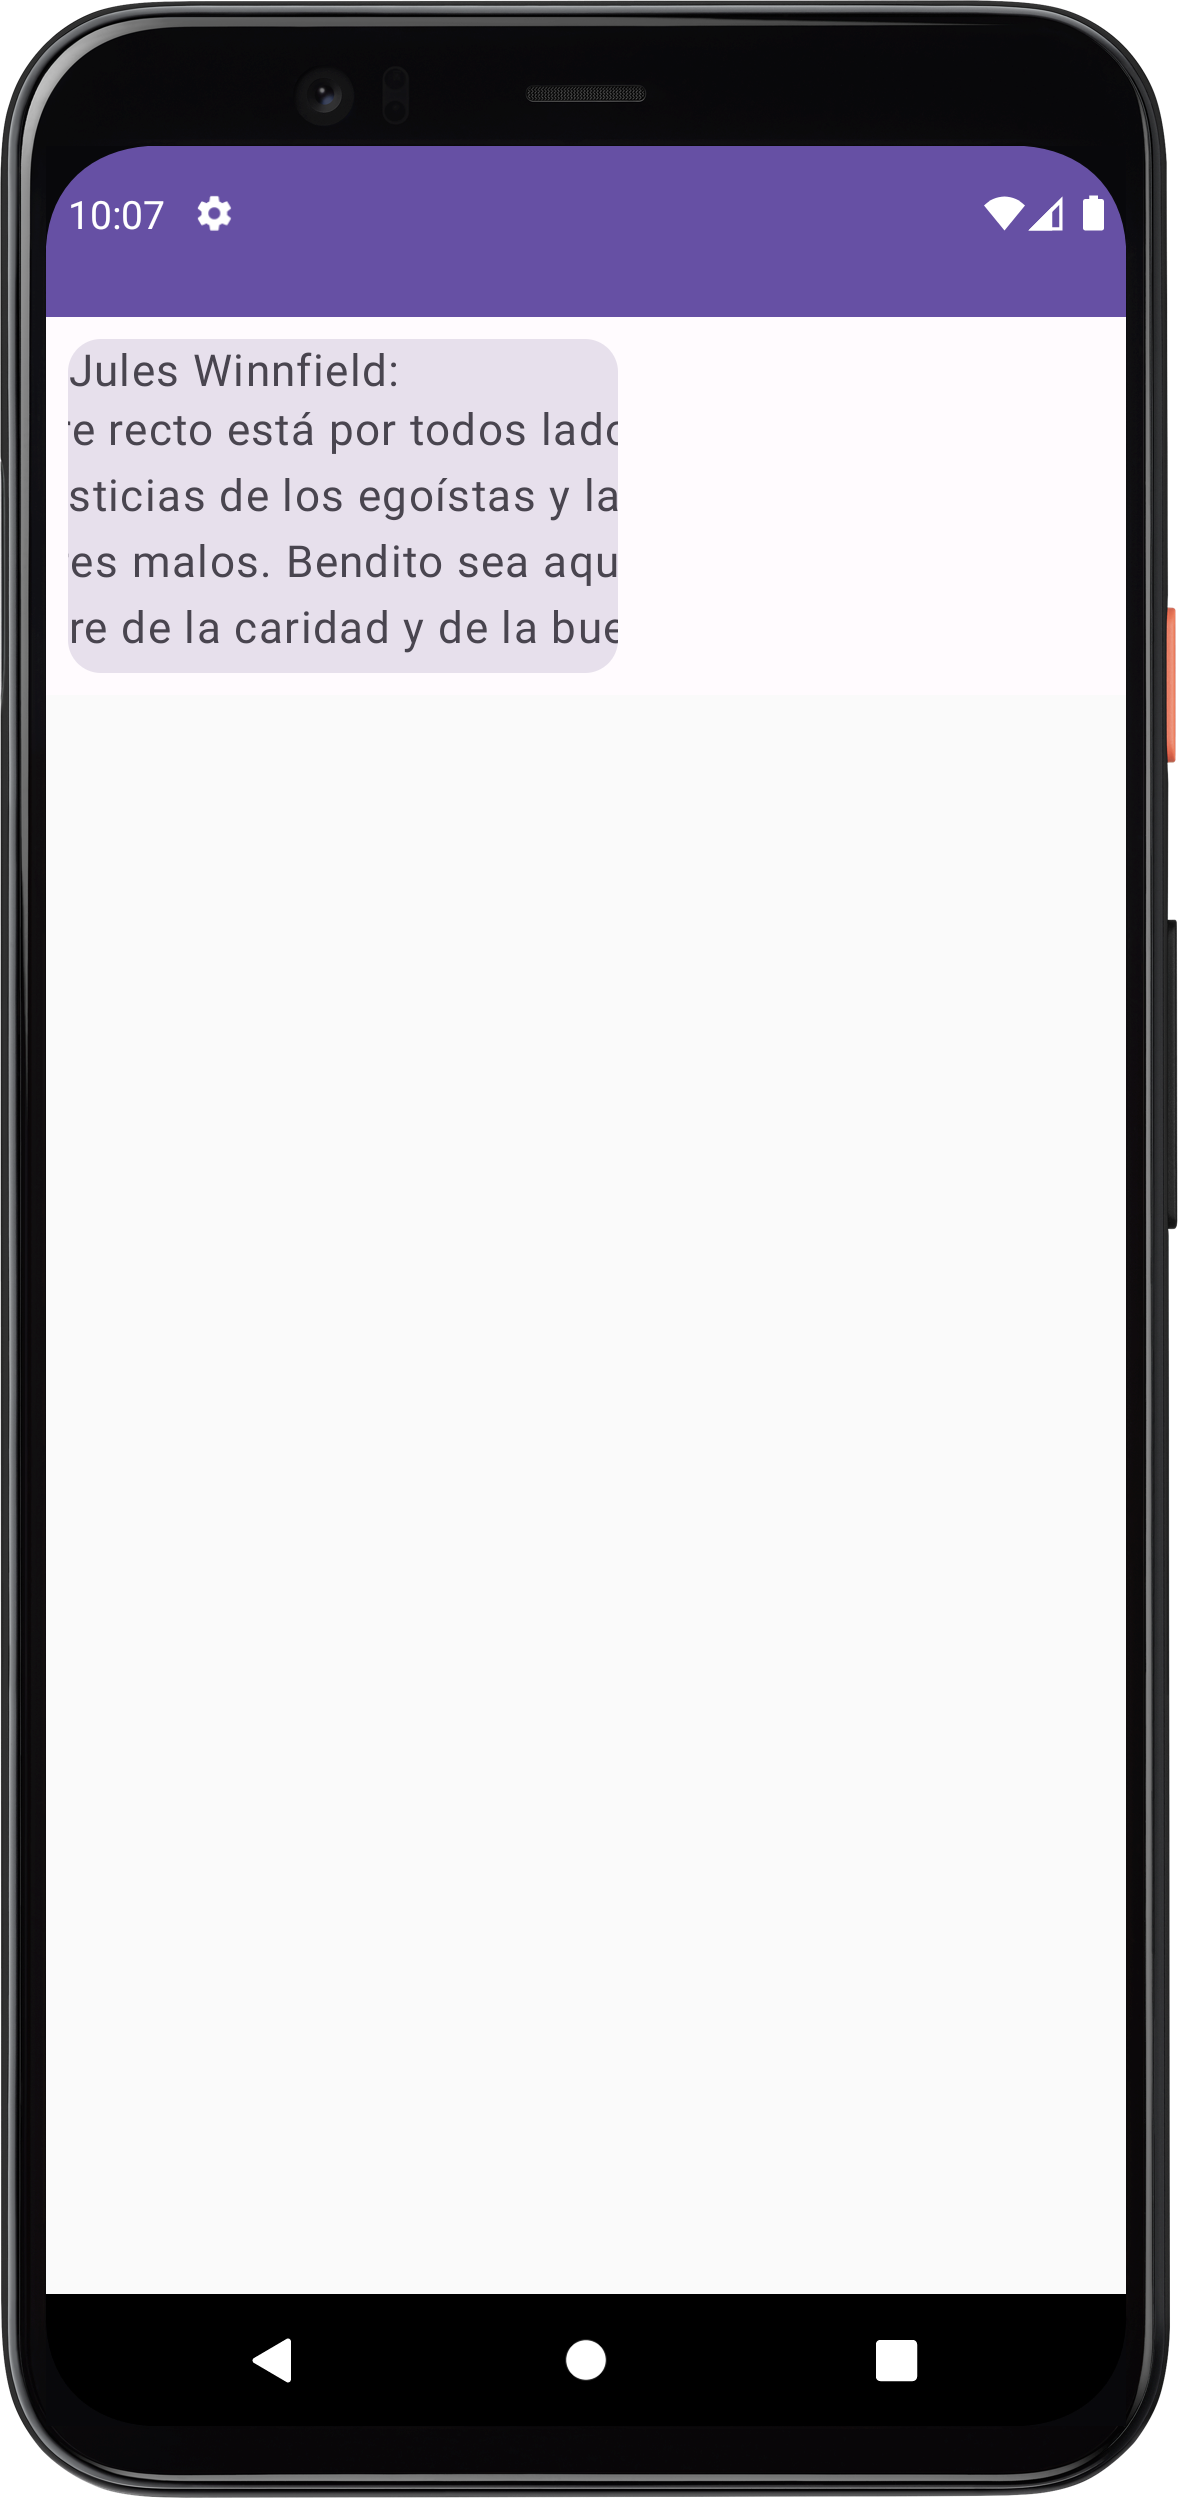 10:07
Jules Winnfield:
e recto está por todos lado
sticias de los egoístas y la
es malos. Bendito sea aqu
re de la caridad y de la bue